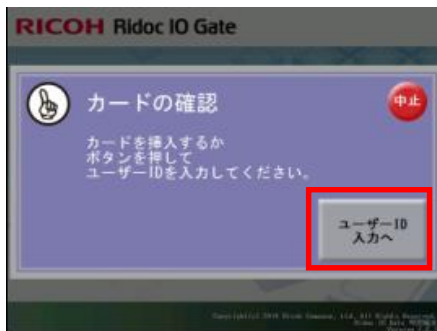 RICOH Ridoc IO Gate
カードの確認
中止
カードを挿入するか
ボタンを押して
ユーザーIDを入力してください。
ユーザーID
入力へ